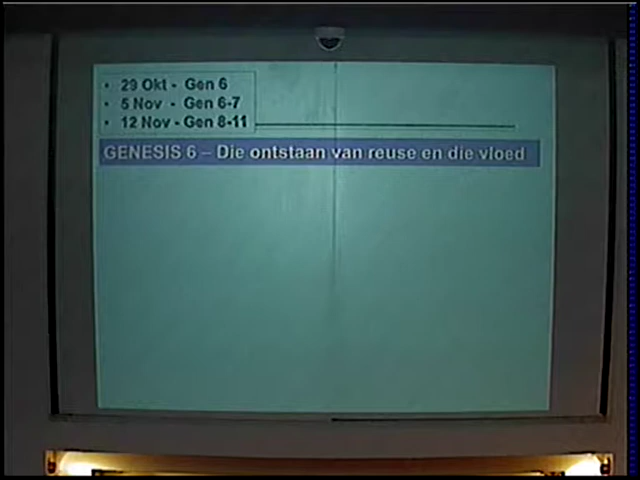 • 29 Okt - Gen 6
• 5 Nov - Gen 6-7
• 12 Nov - Gen 8-11
GENESIS 6 – Die ontstaan van reuse en die vloed